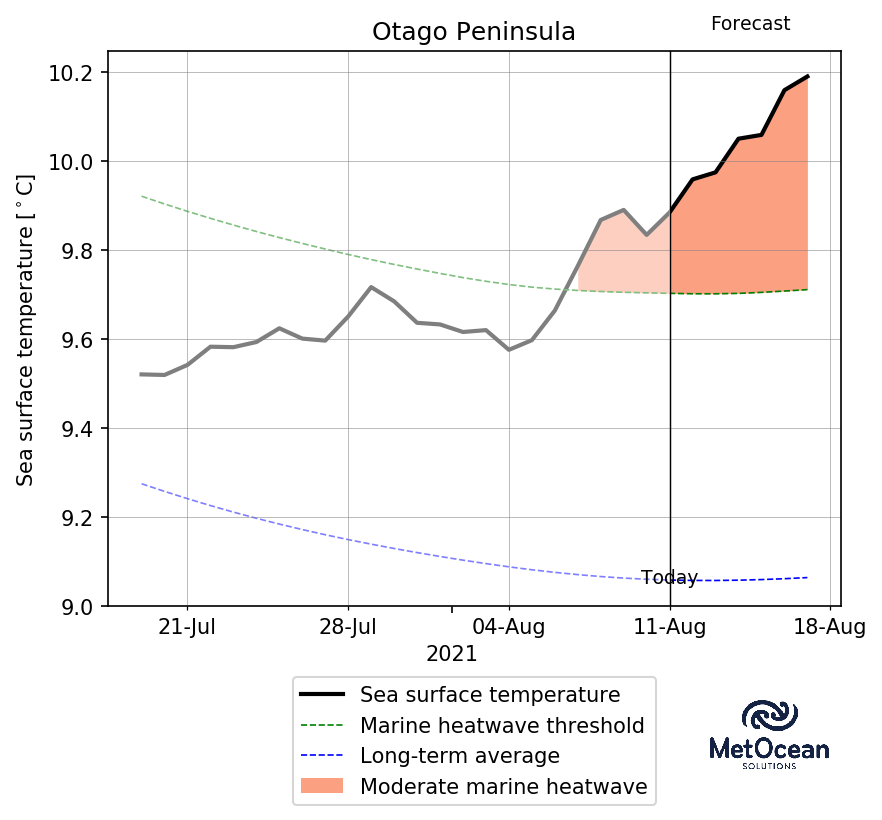 Forecast
Otago Peninsula
Sea surface temperature [°C]
10.2
10.0
9.8
9.6
9.4
9.2
9.0
Today
21-Jul 28-Jul 04-Aug 11-Aug 18-Aug
2021
Sea surface temperature
Marine heatwave threshold
Long-term average
Moderate marine heatwave
MetOcean
SOLUTIONS